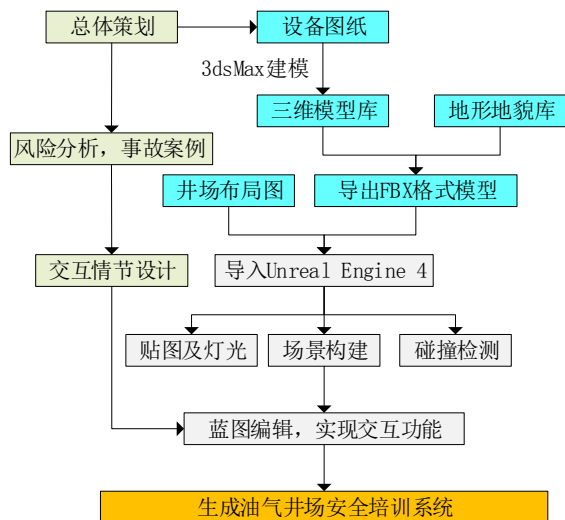 总体策划
设备图纸
3dsMax建模
三维模型库
地形地貌库
风险分析，事故案例
井场布局图
导出FBX格式模型
交互情节设计
导入Unreal Engine 4
贴图及灯光
场景构建
碰撞检测
蓝图编辑，实现交互功能
生成油气井场安全培训系统